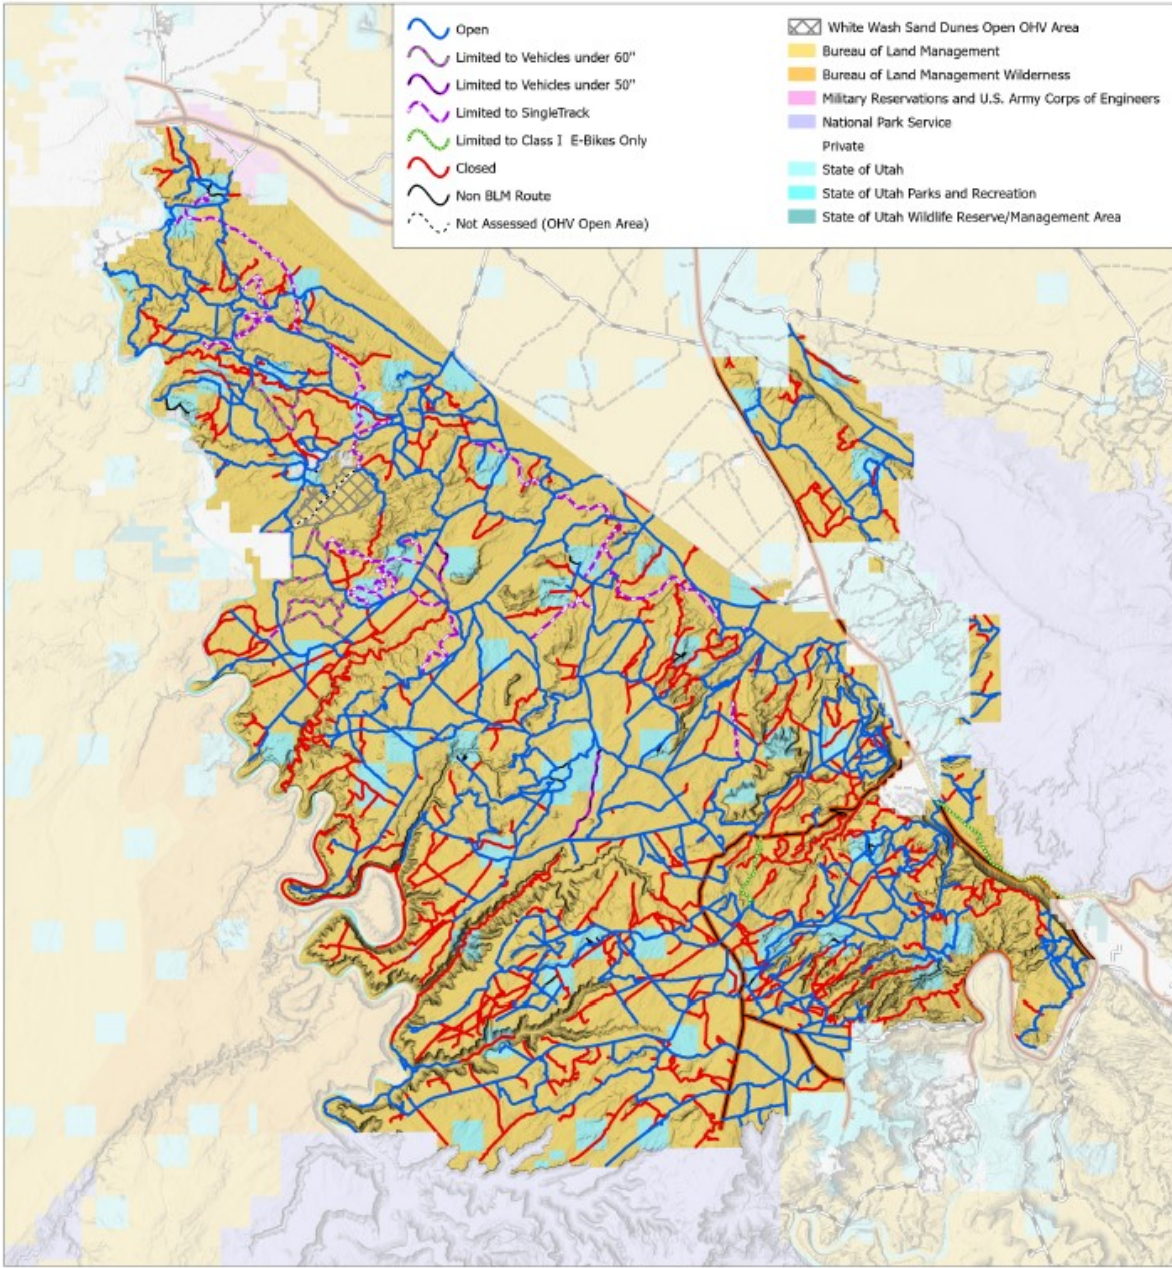 Open
Limited to Vehicles under 60"
Limited to Vehicles under 50"
Limited to SingleTrack
Limited to Class I E-Bikes Only
Closed
Non BLM Route
Not Assessed (OHV Open Area)
White Wash Sand Dunes Open OHV Area
Bureau of Land Management
Bureau of Land Management Wilderness
Military Reservations and U.S. Army Corps of Engineers
National Park Service
Private
State of Utah
State of Utah Parks and Recreation
State of Utah Wildlife Reserve/Management Area